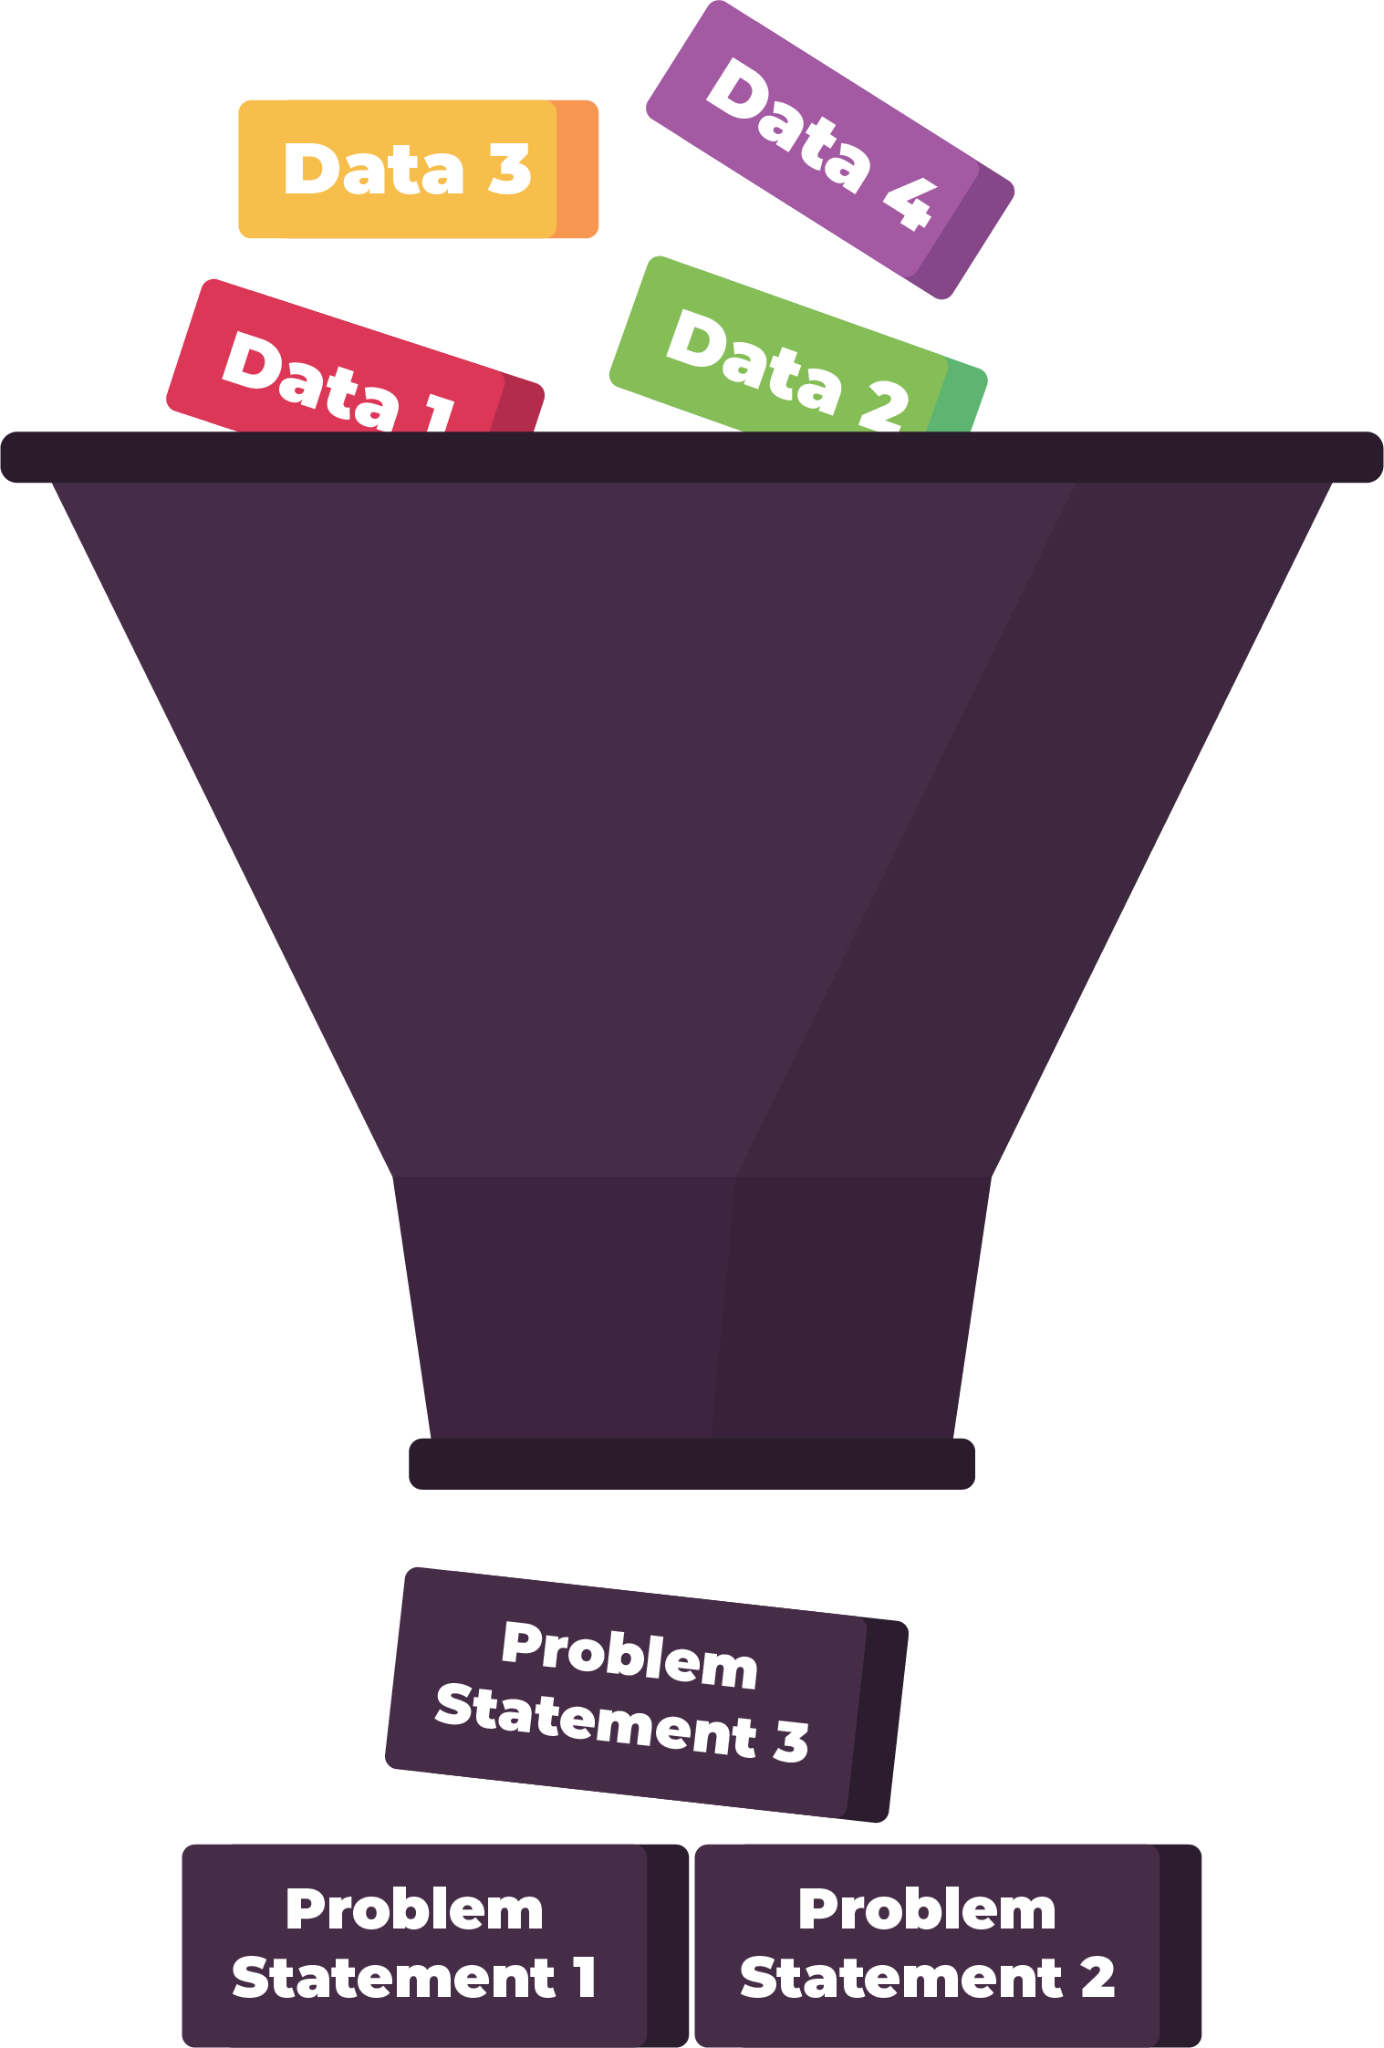 Data 3
Data 4
Data 1
Data 2
Problem
Statement 3
Problem
Statement 1
Problem
Statement 2